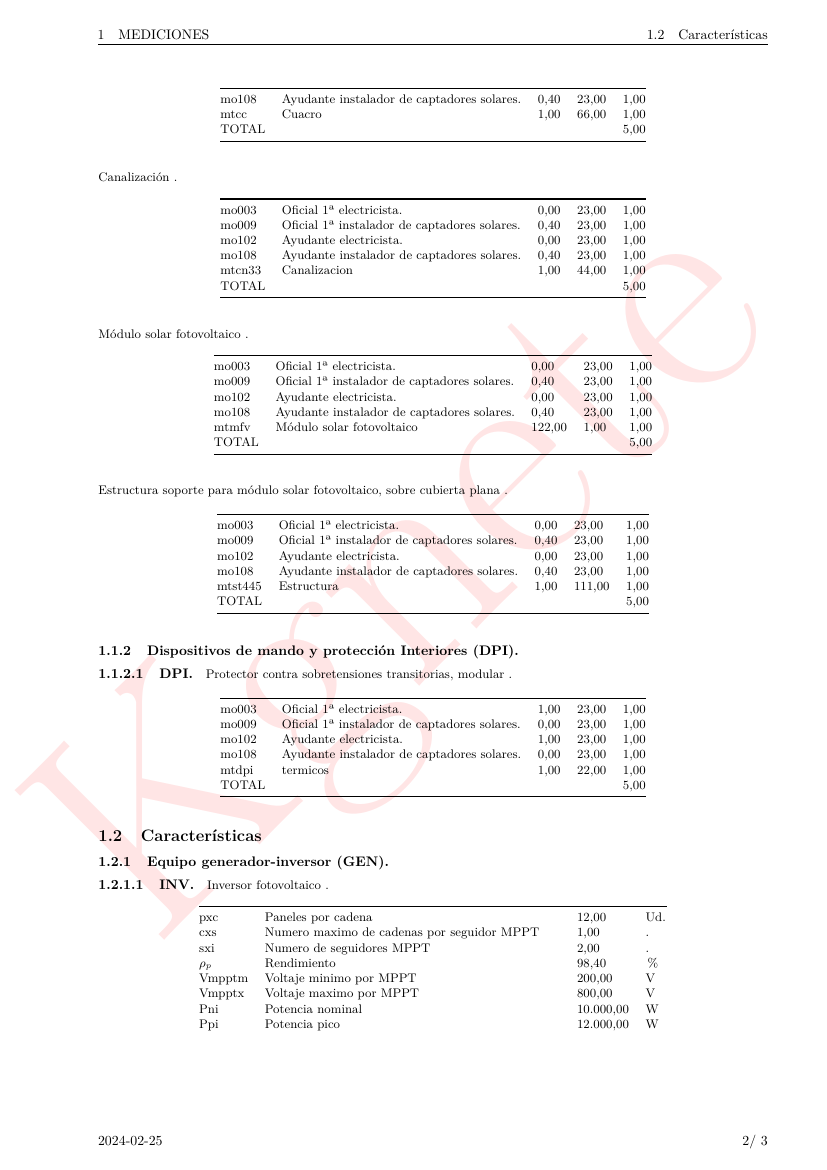 1 MEDICIONES 1.2 Características
mo108 Ayudante instalador de captadores solares. 0,40 23,00 1,00
mtcc Cuacro 1,00 66,00 1,00
TOTAL 5,00
Canalización .
mo003 Oficial 1ª electricista. 0,00 23,00 1,00
mo009 Oficial 1ª instalador de captadores solares. 0,40 23,00 1,00
mo102 Ayudante electricista. 0,00 23,00 1,00
mo108 Ayudante instalador de captadores solares. 0,40 23,00 1,00
mtcn33 Canalizacion 1,00 44,00 1,00
TOTAL 5,00
Módulo solar fotovoltaico .
mo003 Oficial 1ª electricista. 0,00 23,00 1,00
mo009 Oficial 1ª instalador de captadores solares. 0,40 23,00 1,00
mo102 Ayudante electricista. 0,00 23,00 1,00
mo108 Ayudante instalador de captadores solares. 0,40 23,00 1,00
mtmfv Módulo solar fotovoltaico 122,00 1,00 1,00
TOTAL 5,00
Estructura soporte para módulo solar fotovoltaico, sobre cubierta plana .
mo003 Oficial 1ª electricista. 0,00 23,00 1,00
mo009 Oficial 1ª instalador de captadores solares. 0,40 23,00 1,00
mo102 Ayudante electricista. 0,00 23,00 1,00
mo108 Ayudante instalador de captadores solares. 0,40 23,00 1,00
mtst445 Estructura 1,00 111,00 1,00
TOTAL 5,00
1.1.2 Dispositivos de mando y protección Interiores (DPI).
1.1.2.1 DPI. Protector contra sobretensiones transitorias, modular .
mo003 Oficial 1ª electricista. 1,00 23,00 1,00
mo009 Oficial 1ª instalador de captadores solares. 0,00 23,00 1,00
mo102 Ayudante electricista. 1,00 23,00 1,00
mo108 Ayudante instalador de captadores solares. 0,00 23,00 1,00
mtdpi termicos 1,00 22,00 1,00
TOTAL 5,00
1.2 Características
1.2.1 Equipo generador-inversor (GEN).
1.2.1.1 INV. Inversor fotovoltaico .
pxc Paneles por cadena 12,00 Ud.
cxs Numero maximo de cadenas por seguidor MPPT 1,00 .
sxi Numero de seguidores MPPT 2,00 .
ρp Rendimiento 98,40 %
Vmpptm Voltaje minimo por MPPT 200,00 V
Vmpptx Voltaje maximo por MPPT 800,00 V
Pni Potencia nominal 10.000,00 W
Ppi Potencia pico 12.000,00 W
2024-02-25 2/ 3
Kgnete